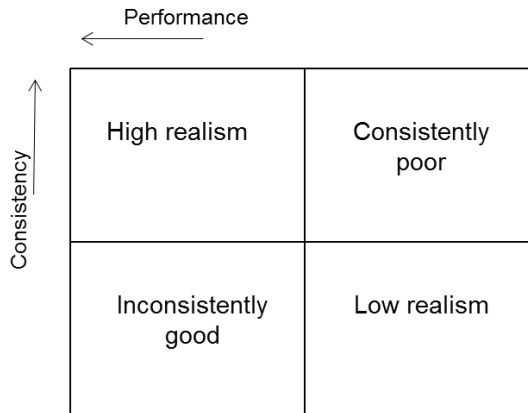 Performance
Consistency
High realism
Consistently
poor
Inconsistently
good
Low realism